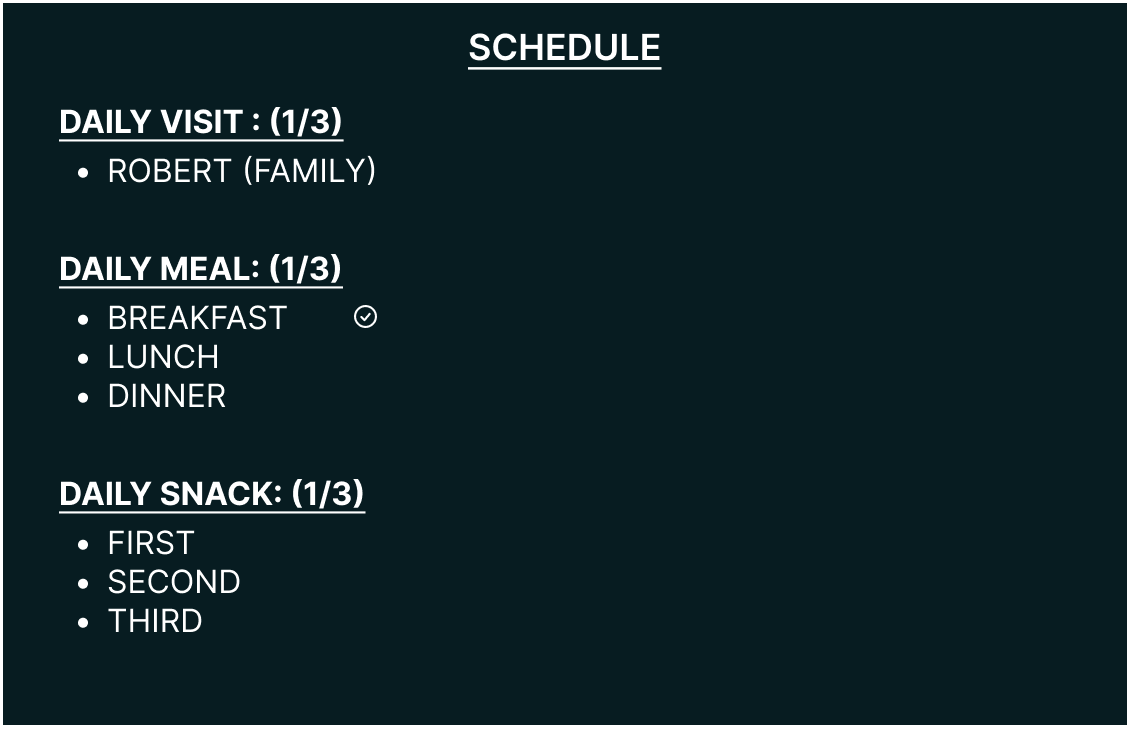 SCHEDULE
DAILY VISIT : (1/3)
• ROBERT (FAMILY)
DAILY MEAL: (1/3)
• BREAKFAST
• LUNCH
• DINNER
DAILY SNACK: (1/3)
• FIRST
• SECOND
• THIRD